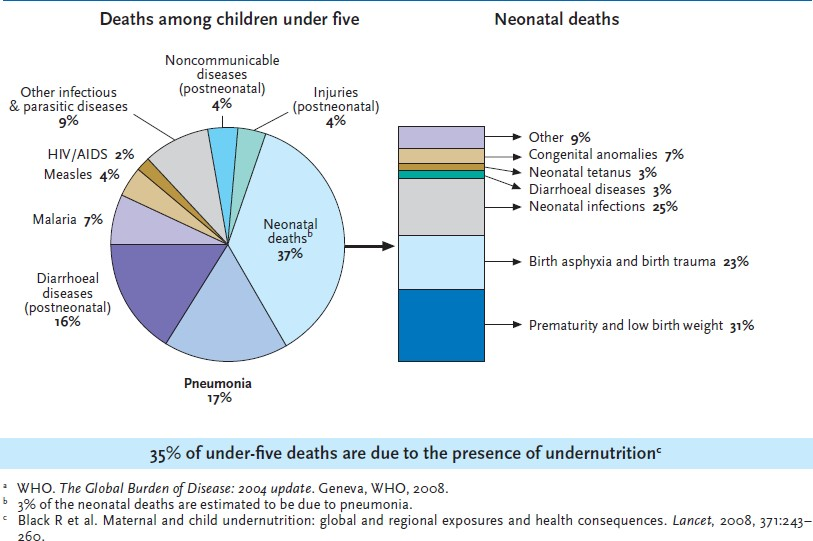 Deaths among children under five
Neonatal deaths
Noncommunicable
diseases
(postneonatal)
4%
Injuries
(postneonatal)
4%
Other infectious
& parasitic diseases
9%
HIV/AIDS 2%
Measles 4%
Malaria 7%
Neonatal
deathsᵇ
37%
Diarrhoeal
diseases
(postneonatal)
16%
Pneumonia
17%
Other 9%
Congenital anomalies 7%
Neonatal tetanus 3%
Diarrhoeal diseases 3%
Neonatal infections 25%
Birth asphyxia and birth trauma 23%
Prematurity and low birth weight 31%
35% of under-five deaths are due to the presence of undernutritionᶜ
ᵃ WHO. The Global Burden of Disease: 2004 update. Geneva, WHO, 2008.
ᵇ 3% of the neonatal deaths are estimated to be due to pneumonia.
ᶜ Black R et al. Maternal and child undernutrition: global and regional exposures and health consequences. Lancet, 2008, 371:243–
260.